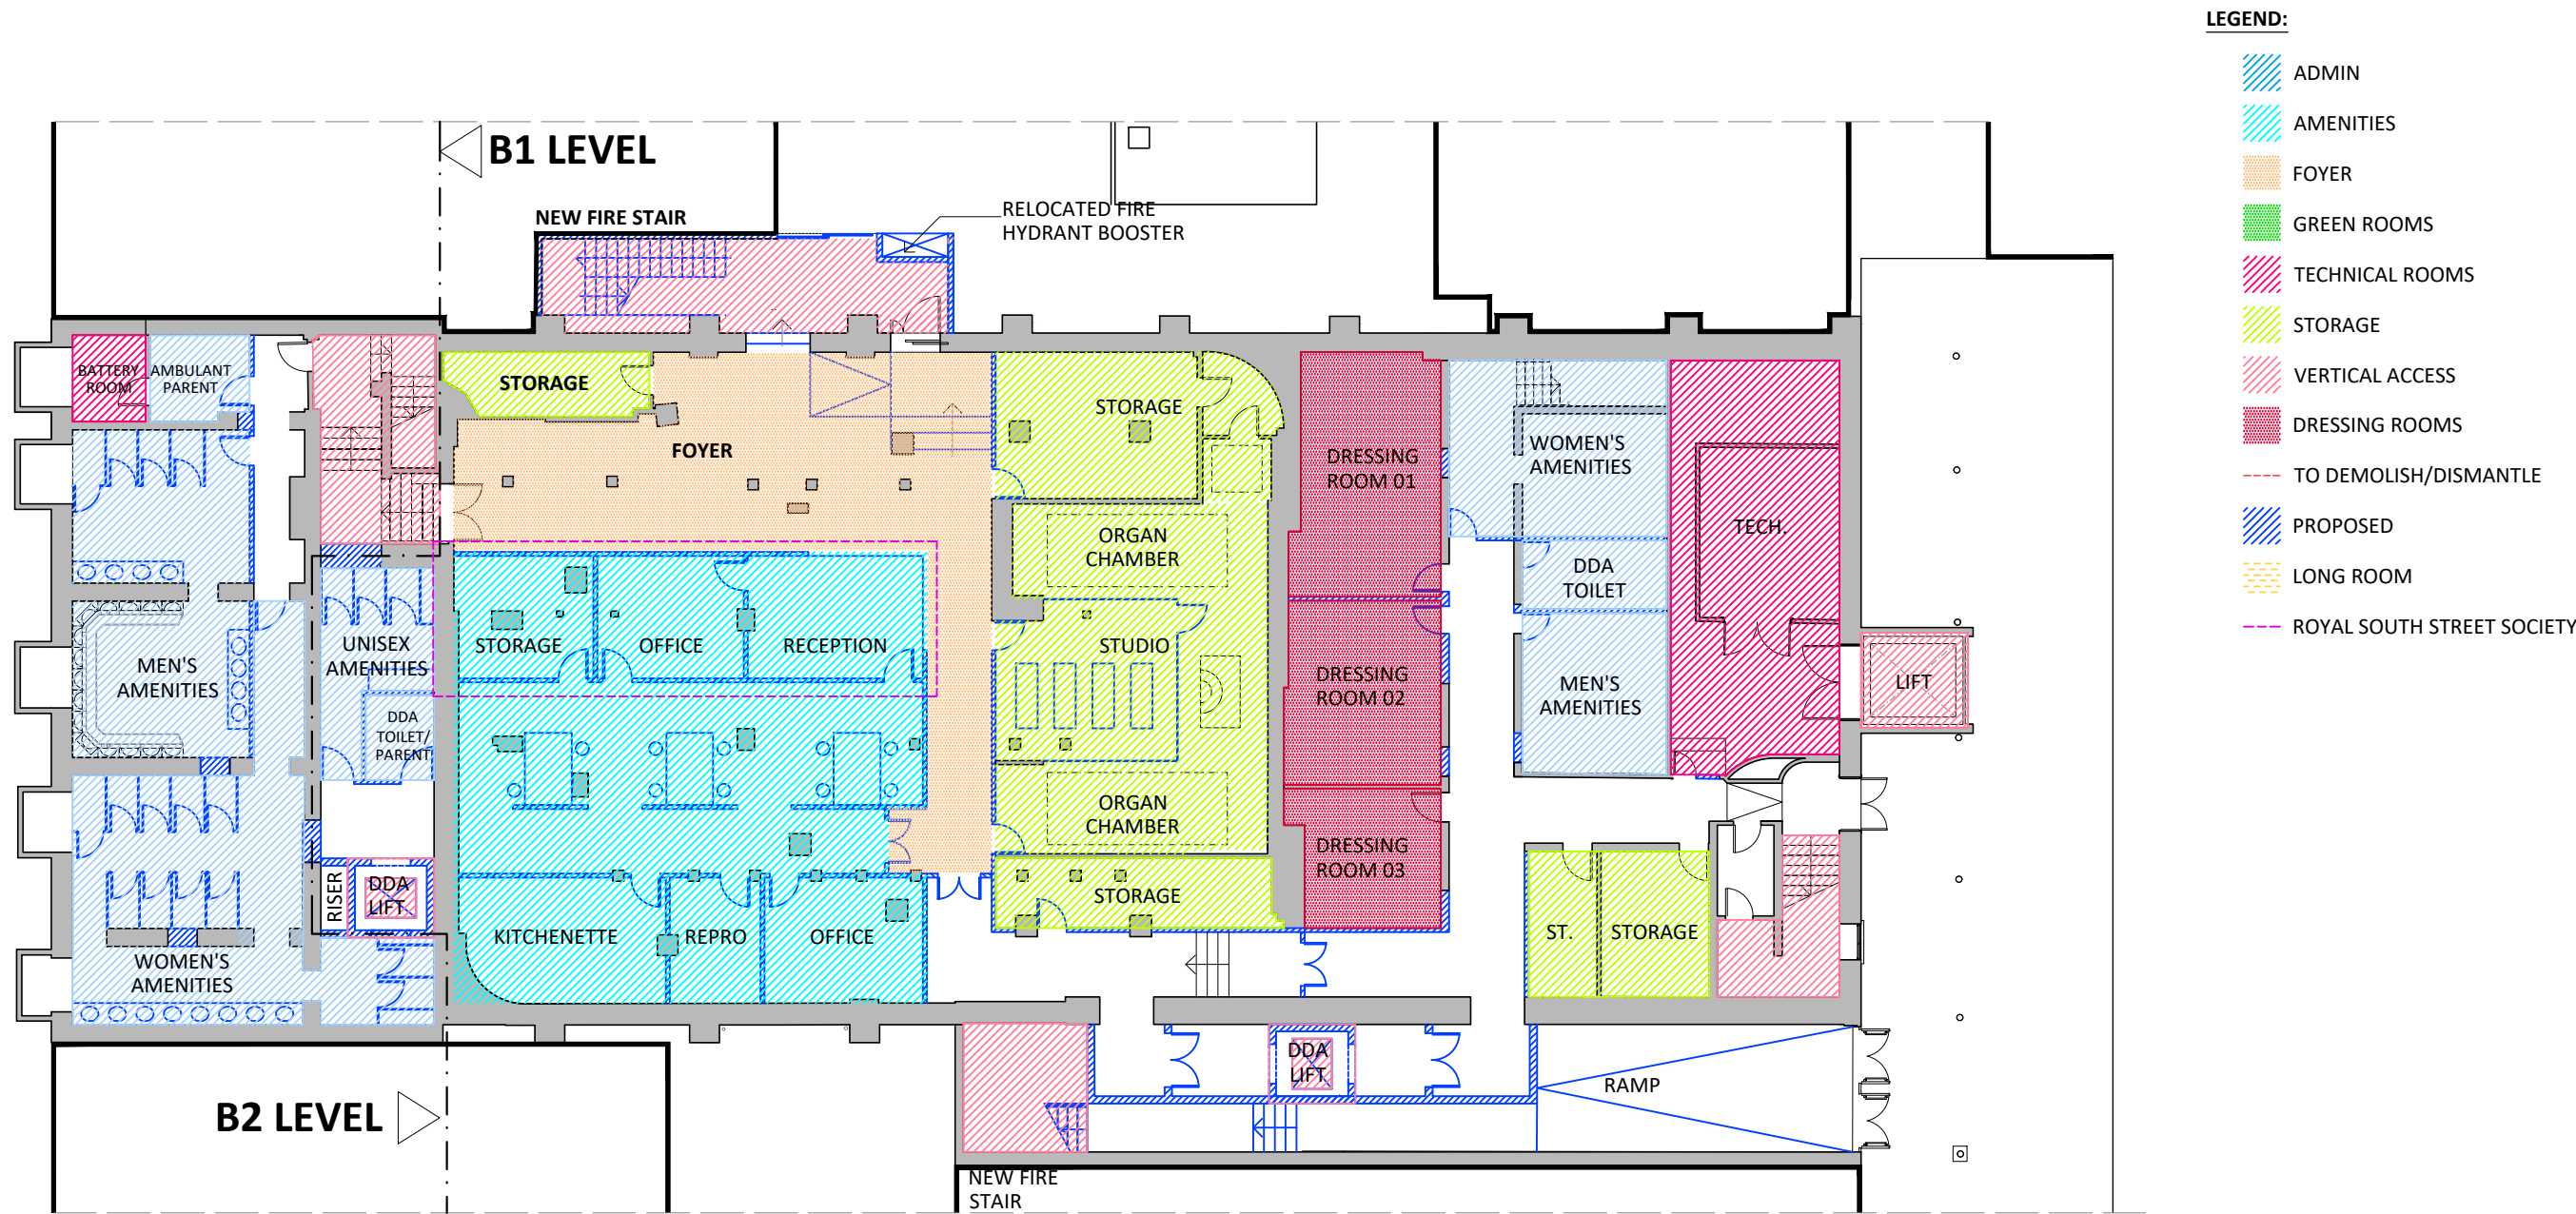 LEGEND:
ADMIN
AMENITIES
FOYER
GREEN ROOMS
TECHNICAL ROOMS
STORAGE
VERTICAL ACCESS
DRESSING ROOMS
TO DEMOLISH/DISMANTLE
PROPOSED
LONG ROOM
ROYAL SOUTH STREET SOCIETY
B1 LEVEL
NEW FIRE STAIR
RELOCATED FIRE
HYDRANT BOOSTER
BATTERY
ROOM
AMBULANT
PARENT
STORAGE
FOYER
STORAGE
DRESSING
ROOM 01
WOMEN'S
AMENITIES
ORGAN
CHAMBER
TECH.
DDA
TOILET
UNISEX
AMENITIES
STORAGE
OFFICE
RECEPTION
STUDIO
MEN'S
AMENITIES
DRESSING
ROOM 02
MEN'S
AMENITIES
LIFT
DDA
TOILET/
PARENT
ORGAN
CHAMBER
DRESSING
ROOM 03
RISER
DDA
LIFT
STORAGE
KITCHENETTE
REPRO
OFFICE
ST.
STORAGE
WOMEN'S
AMENITIES
DDA
LIFT
RAMP
B2 LEVEL
NEW FIRE
STAIR